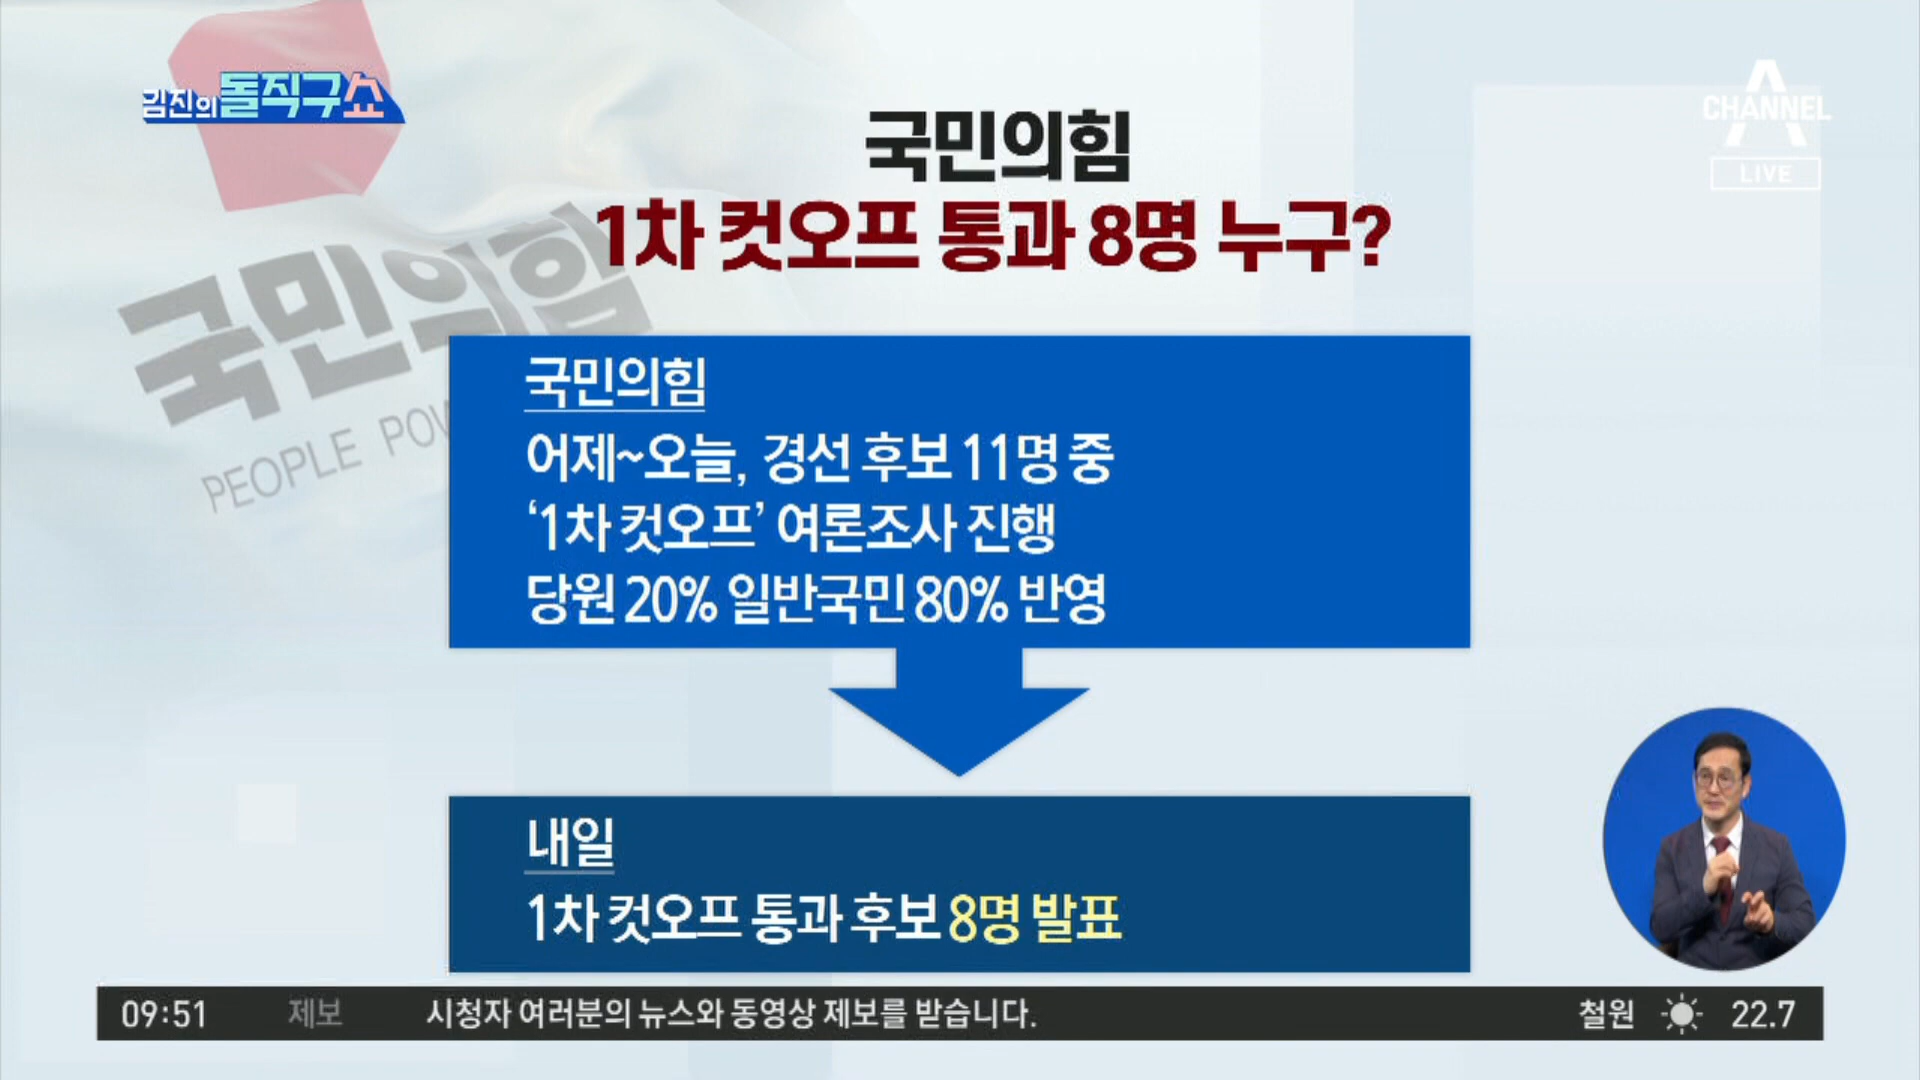 김진의 돌직구쇼
CHANNEL A
LIVE
국민의힘
1차 컷오프 통과 8명 누구?
국민의힘
PEOPLE POW
국민의힘
어제~오늘, 경선 후보 11명 중
‘1차 컷오프’ 여론조사 진행
당원 20% 일반국민 80% 반영
내일
1차 컷오프 통과 후보 8명 발표
09:51 제보 시청자 여러분의 뉴스와 동영상 제보를 받습니다. 철원 22.7